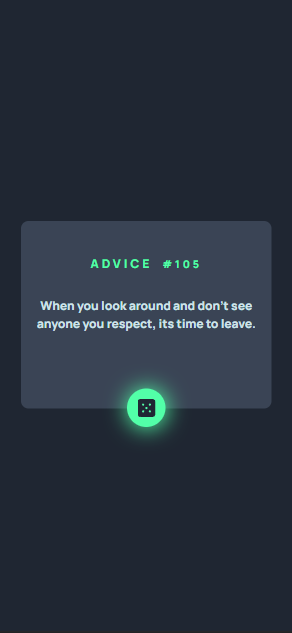 ADVICE #105
When you look around and don't see
anyone you respect, its time to leave.